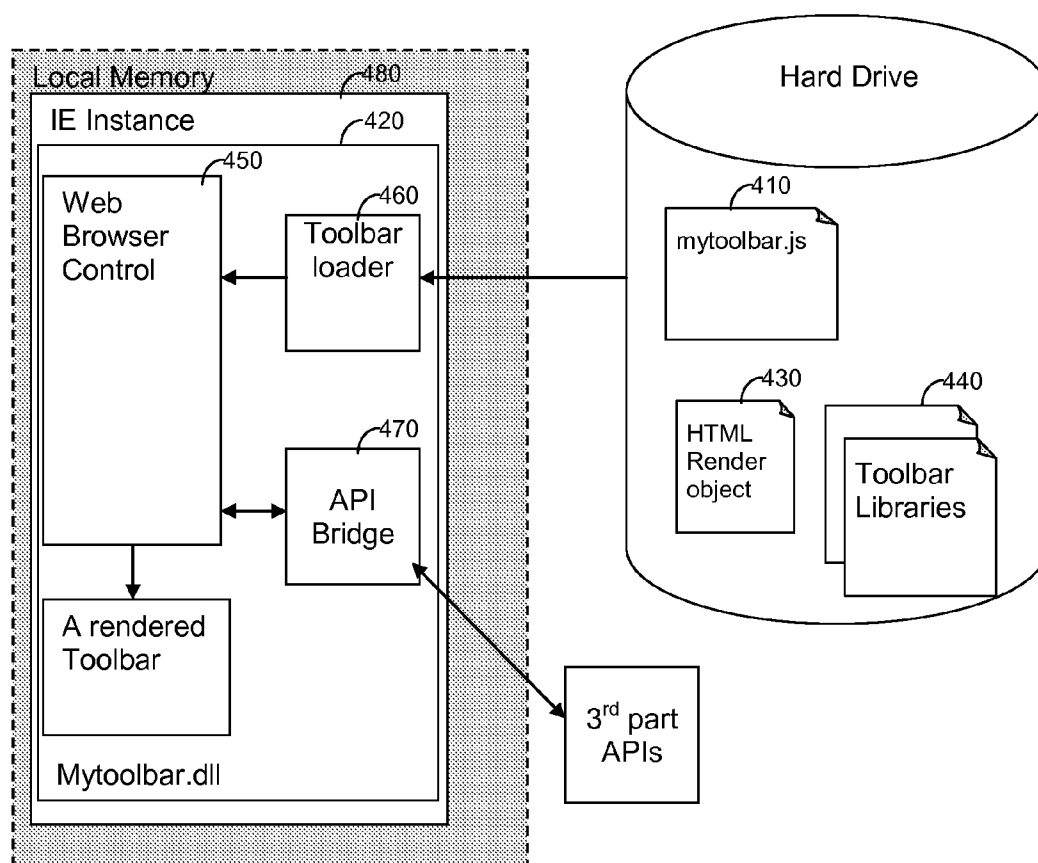 Local Memory
480
IE Instance
420
450
Web
Browser
Control
460
Toolbar
loader
470
API
Bridge
A rendered
Toolbar
Mytoolbar.dll
Hard Drive
410
mytoolbar.js
430
HTML
Render
object
440
Toolbar
Libraries
3rd part
APIs